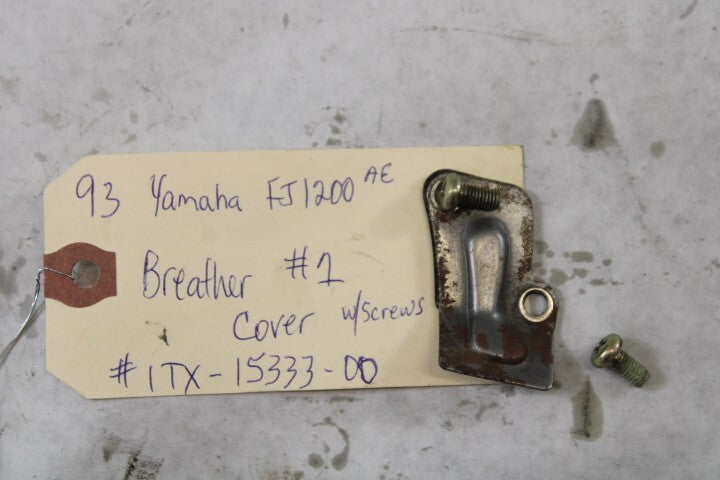 93 Yamaha FJ1200 AE
Breather #1
Cover w/screws
#1TX-15333-00